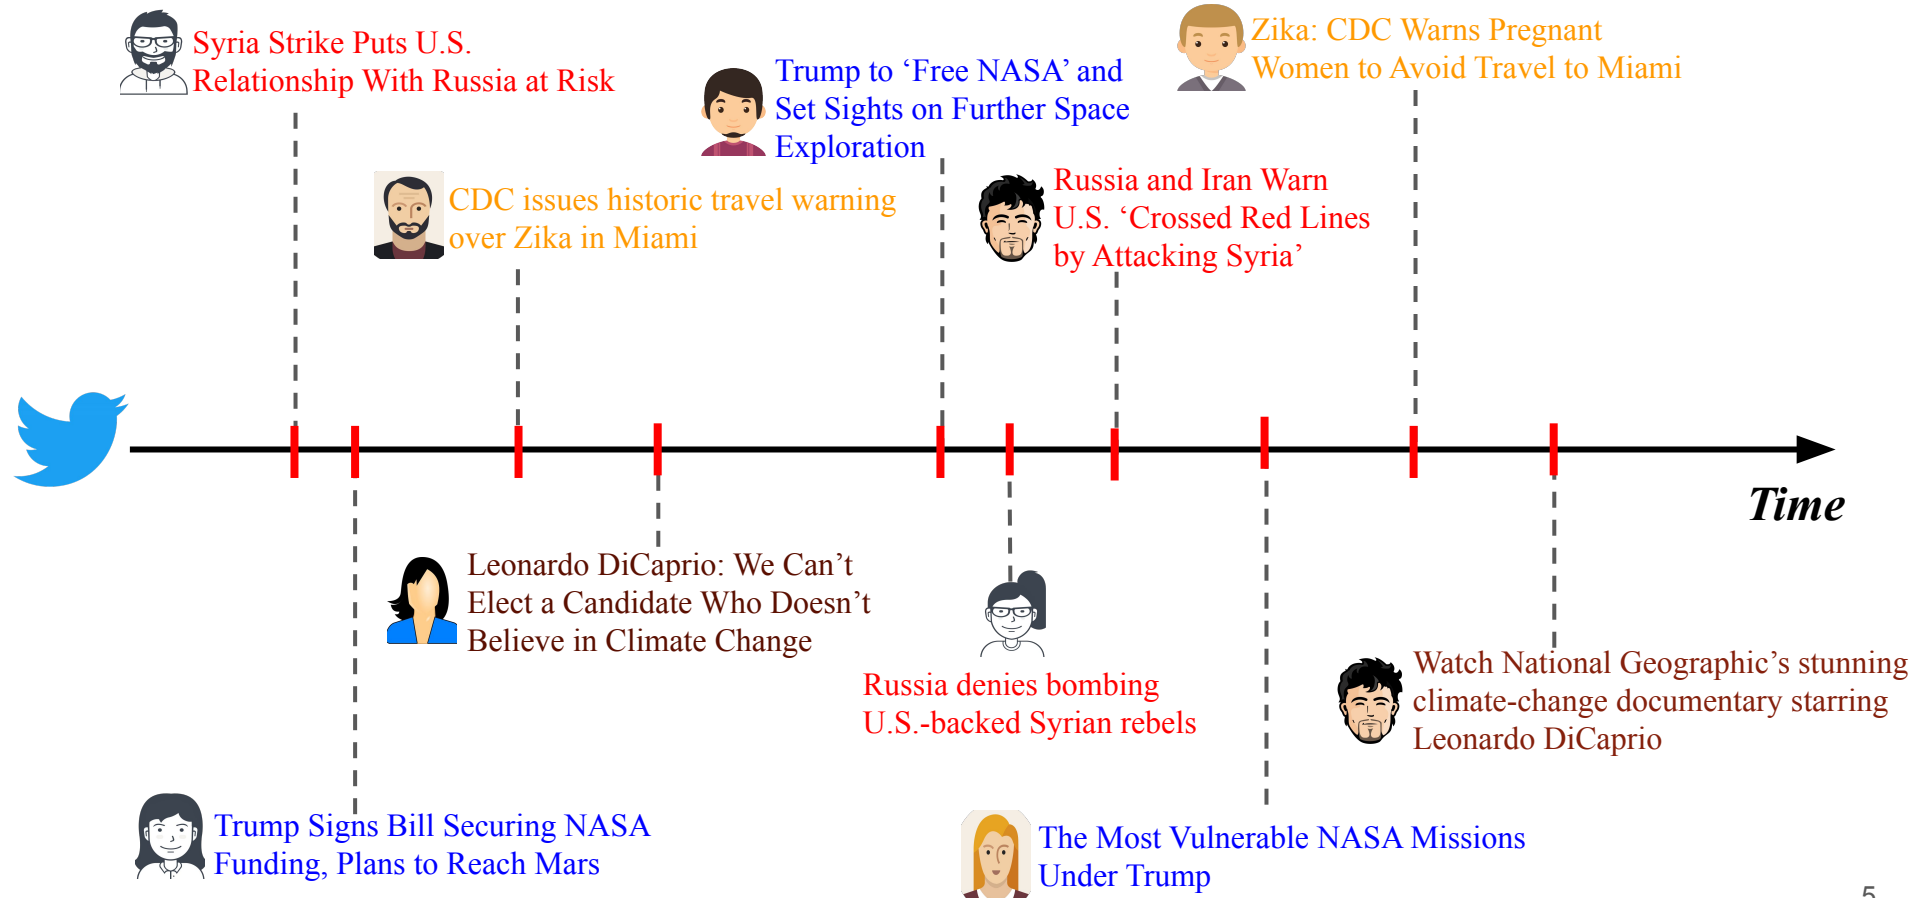 Syria Strike Puts U.S.
Relationship With Russia at Risk
Trump to ‘Free NASA’ and
Set Sights on Further Space
Exploration
Zika: CDC Warns Pregnant
Women to Avoid Travel to Miami
CDC issues historic travel warning
over Zika in Miami
Russia and Iran Warn
U.S. ‘Crossed Red Lines
by Attacking Syria’
Time
Leonardo DiCaprio: We Can’t
Elect a Candidate Who Doesn’t
Believe in Climate Change
Russia denies bombing
U.S.-backed Syrian rebels
Watch National Geographic’s stunning
climate-change documentary starring
Leonardo DiCaprio
Trump Signs Bill Securing NASA
Funding, Plans to Reach Mars
The Most Vulnerable NASA Missions
Under Trump
5